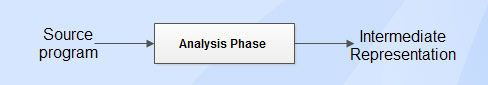 Source
program
Analysis Phase
Intermediate
Representation